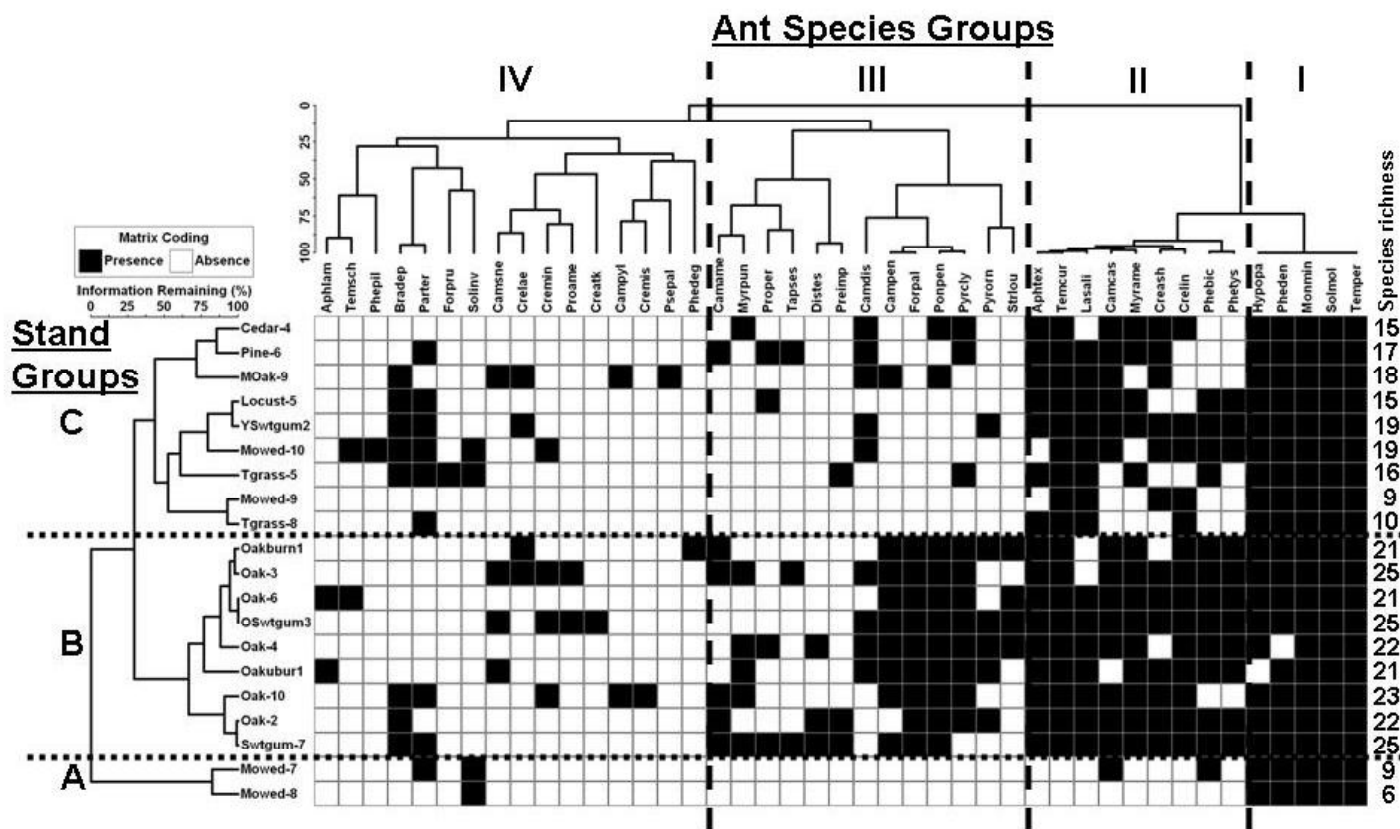 Ant Species Groups
IV III II I
0
25
50
75
100
Species richness
Matrix Coding
Presence Absence
Information Remaining (%)
0 25 50 75 100
Aphlam Temsch Phepil Bradep Parter Forpru Solinv Camsne Crelae Cremin Proame Creatk Campyl Cremis Psepal Phedeg Camame Myrpun Proper Tapses Distes Preimp Camdis Campen Forpal Ponpen Pyrcly Pyrorn Strlou Aphtex Temcur Lasali Camcas Myrame Creash Crelin Phebic Phetys Hypopa Pheden Monmin Solmol Temper
Stand
Groups
Cedar-4 15
Pine-6 17
MOak-9 18
C
Locust-5 15
YSwtgum2 19
Mowed-10 19
Tgrass-5 16
Mowed-9 9
Tgrass-8 10
Oakburn1 21
Oak-3 25
Oak-6 21
OSwtgum3 25
B
Oak-4 22
Oakubur1 21
Oak-10 23
Oak-2 22
Swtgum-7 25
A
Mowed-7 9
Mowed-8 6